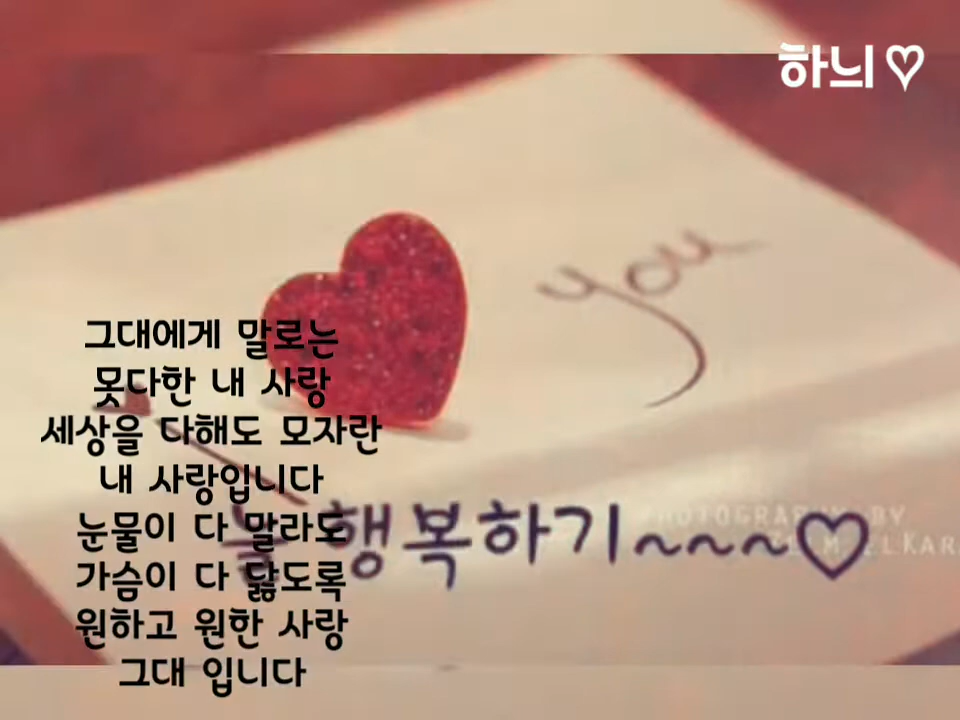 하늬♡
you
그대에게 말로는
못다한 내 사랑
세상을 다해도 모자란
내 사랑입니다
눈물이 다 말라도
가슴이 다 닳도록
원하고 원한 사랑
그대 입니다
행복하기~~~♡
PHOTOGRAPHY BY